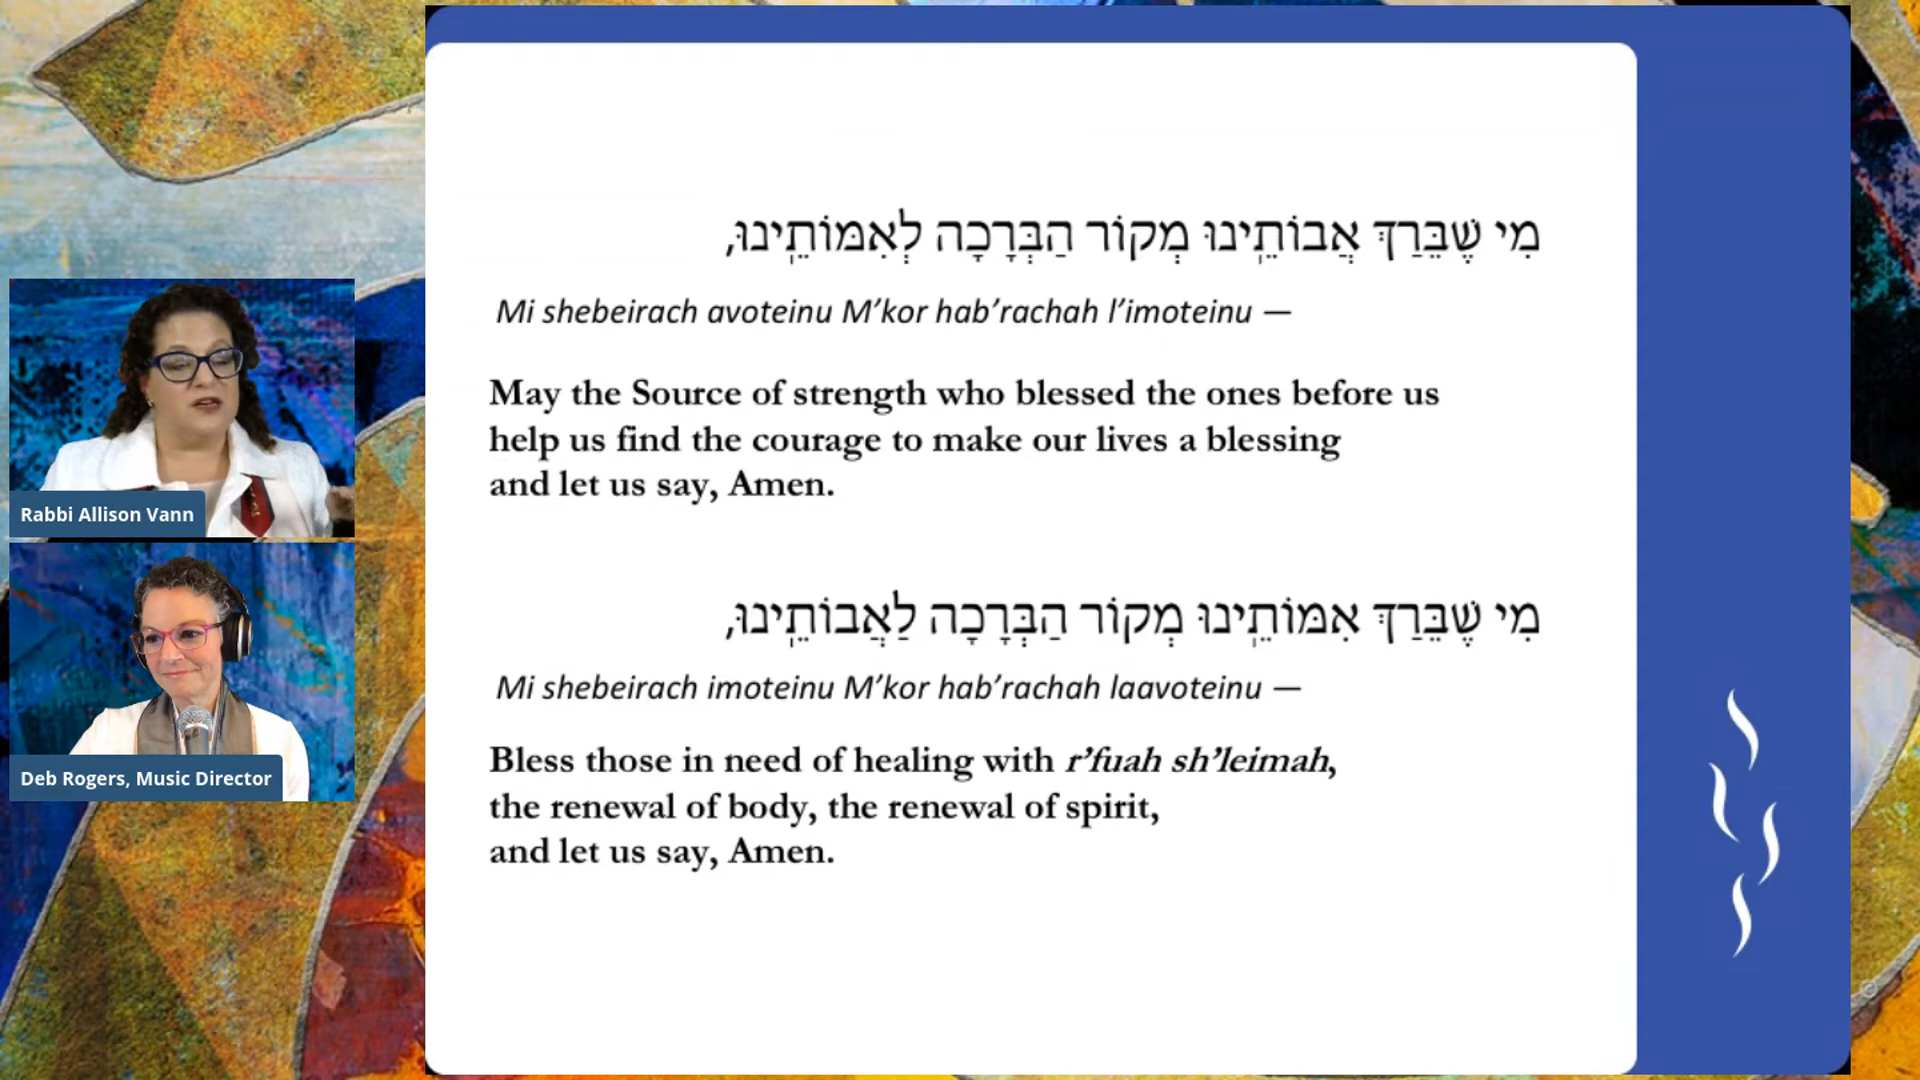 מִי שֶׁבֵּרַךְ אֲבוֹתֵֽינוּ מְקוֹר הַבְּרָכָה לְאִמּוֹתֵֽינוּ,
Mi shebeirach avoteinu M’kor hab’rachah l’imoteinu —
May the Source of strength who blessed the ones before us
help us find the courage to make our lives a blessing
and let us say, Amen.
מִי שֶׁבֵּרַךְ אִמּוֹתֵֽינוּ מְקוֹר הַבְּרָכָה לַאֲבוֹתֵֽינוּ,
Mi shebeirach imoteinu M’kor hab’rachah laavoteinu —
Bless those in need of healing with r’fuah sh’leimah,
the renewal of body, the renewal of spirit,
and let us say, Amen.
Rabbi Allison Vann
Deb Rogers, Music Director